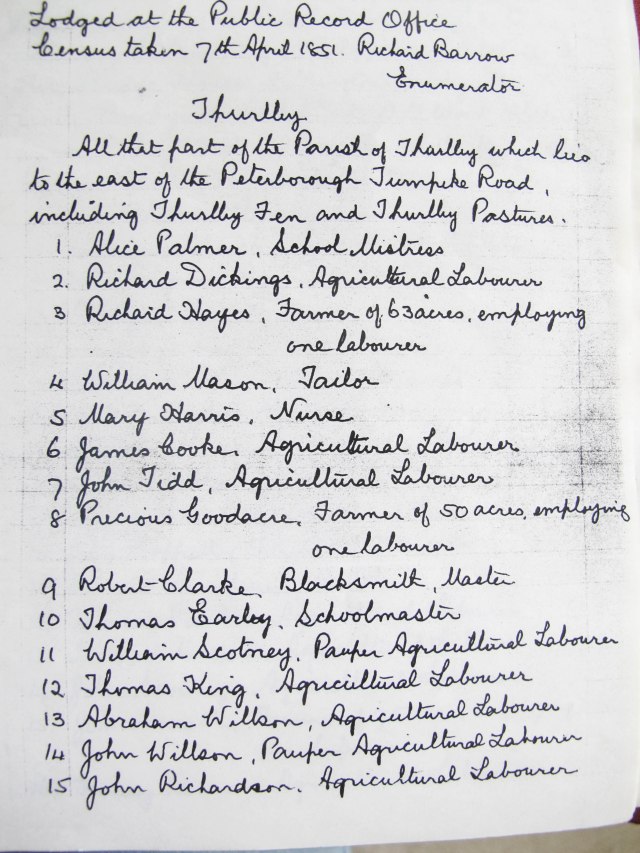 Lodged at the Public Record Office
Census taken 7th April 1851. Richard Barrow
Enumerator
Thurlby
All that part of the Parish of Thurlby which lies
to the east of the Peterborough Turnpike Road,
including Thurlby Fen and Thurlby Pastures.
1. Alice Palmer, School Mistress
2. Richard Dickings, Agricultural Labourer
3 Richard Hayes, Farmer of 63 acres, employing
one labourer
4 William Mason, Tailor
5 Mary Harris, Nurse
6 James Cooke, Agricultural Labourer
7 John Tidd, Agricultural Labourer
8 Precious Goodacre, Farmer of 50 acres, employing
one labourer
9 Robert Clarke, Blacksmith, Master
10 Thomas Earley, Schoolmaster
11 William Scotney, Pauper Agricultural Labourer
12 Thomas King, Agricultural Labourer
13 Abraham Willson, Agricultural Labourer
14 John Willson, Pauper Agricultural Labourer
15 John Richardson. Agricultural Labourer